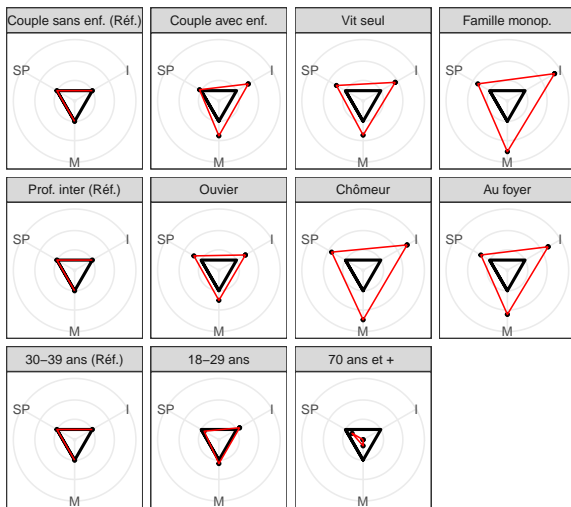 Couple sans enf. (Réf.)
Couple avec enf.
Vit seul
Famille monop.
SP I M
SP I M
SP I M
SP I M
Prof. inter (Réf.)
Ouvier
Chômeur
Au foyer
SP I M
SP I M
SP I M
SP I M
30–39 ans (Réf.)
18–29 ans
70 ans et +
SP I M
SP I M
SP I M